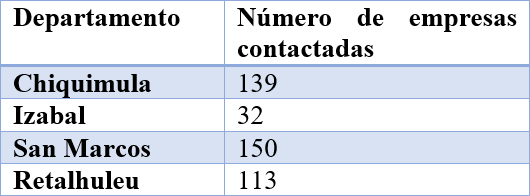 Departamento Número de empresas
contactadas
Chiquimula 139
Izabal 32
San Marcos 150
Retalhuleu 113